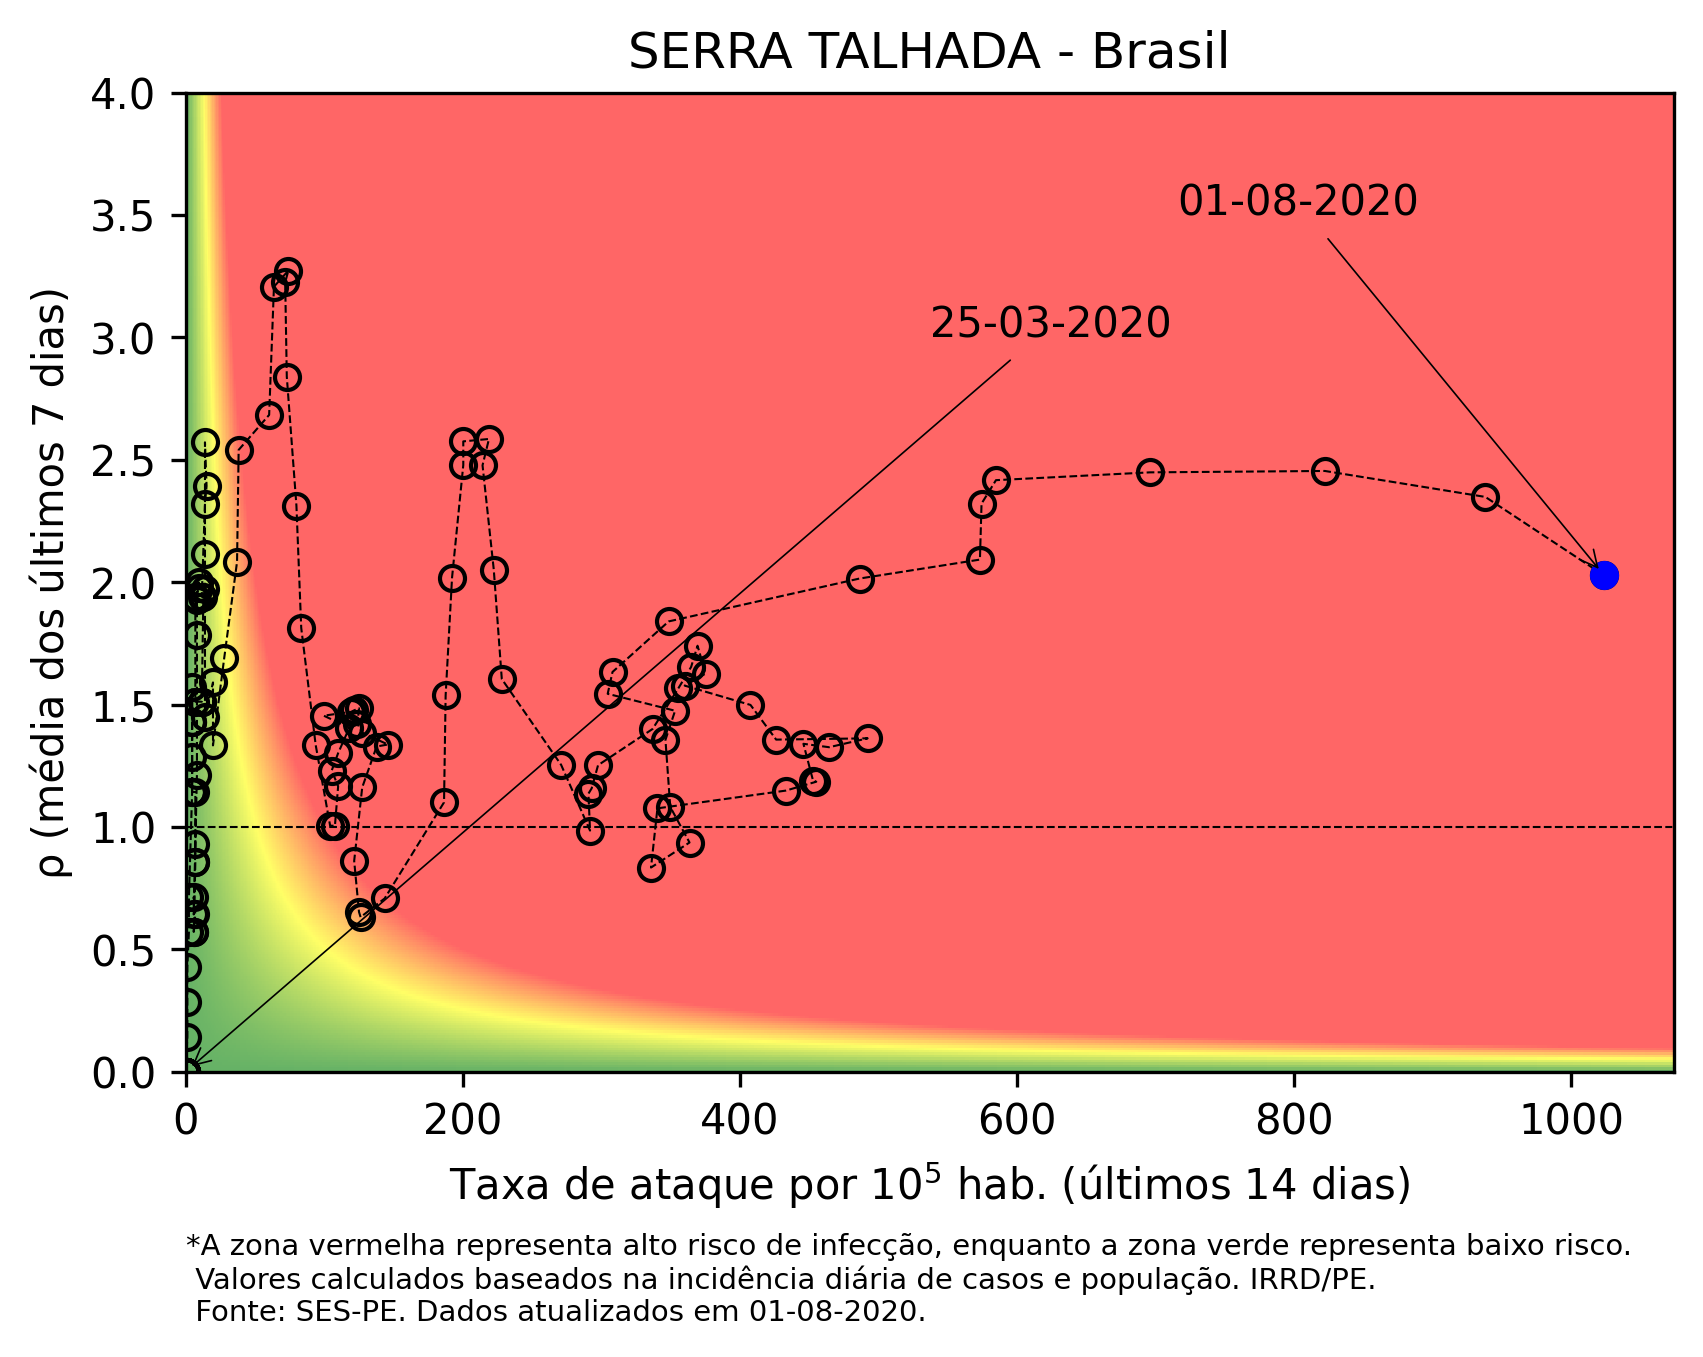 SERRA TALHADA - Brasil
4.0
3.5
3.0
2.5
2.0
1.5
1.0
0.5
0.0
ρ (média dos últimos 7 dias)
01-08-2020
25-03-2020
0 200 400 600 800 1000
Taxa de ataque por 10⁵ hab. (últimos 14 dias)
*A zona vermelha representa alto risco de infecção, enquanto a zona verde representa baixo risco.
Valores calculados baseados na incidência diária de casos e população. IRRD/PE.
Fonte: SES-PE. Dados atualizados em 01-08-2020.